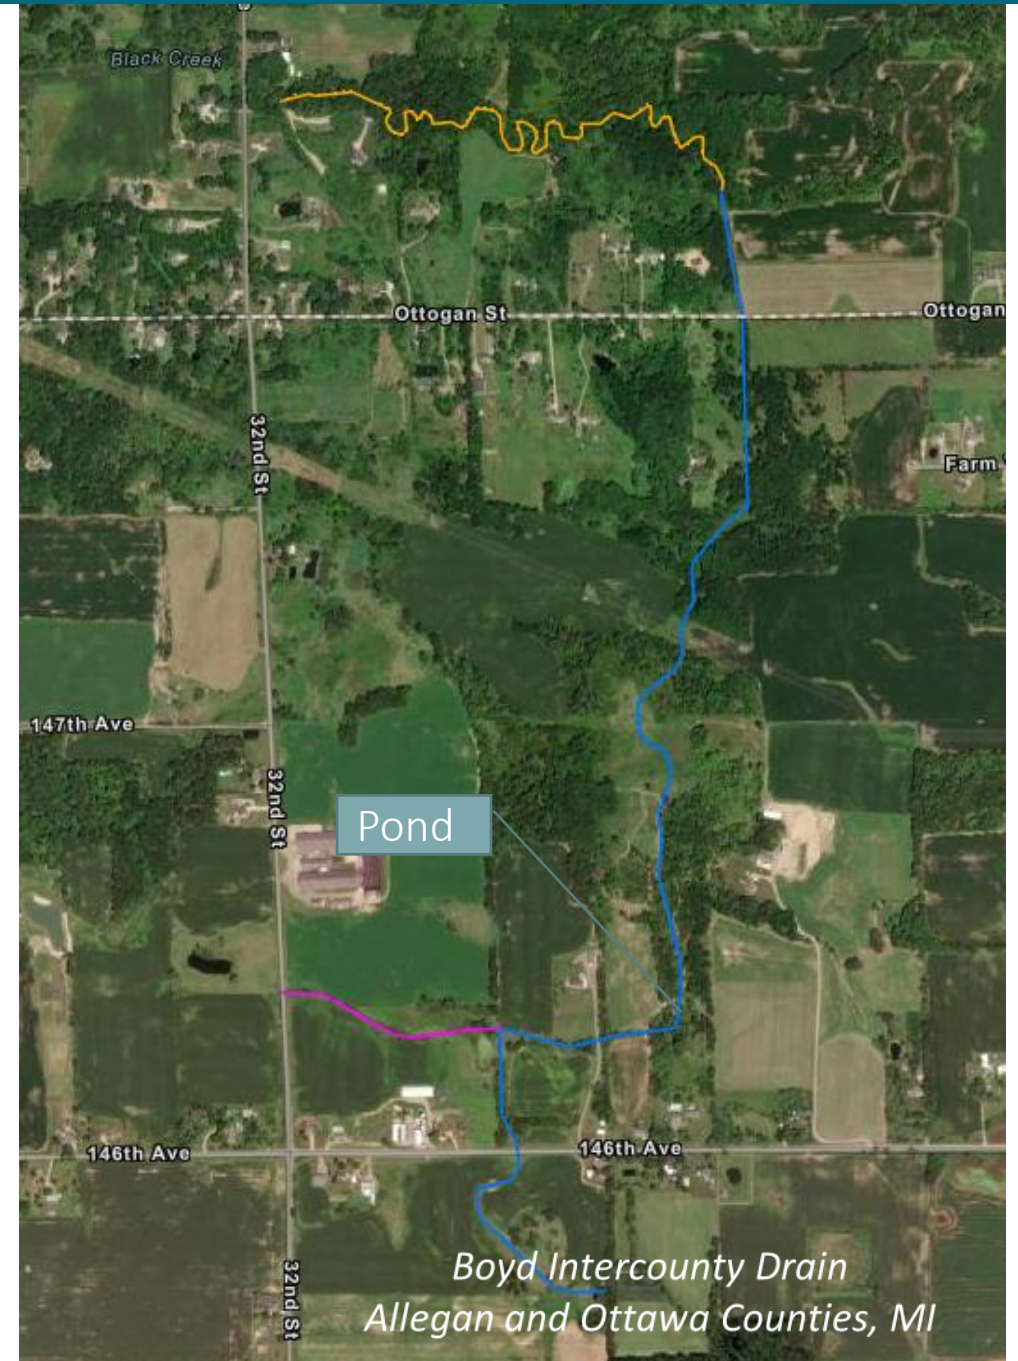 Black Creek
Ottogan St
Ottogan
32nd St
Farm
147th Ave
32nd St
Pond
146th Ave
146th Ave
32nd St
Boyd Intercounty Drain
Allegan and Ottawa Counties, MI